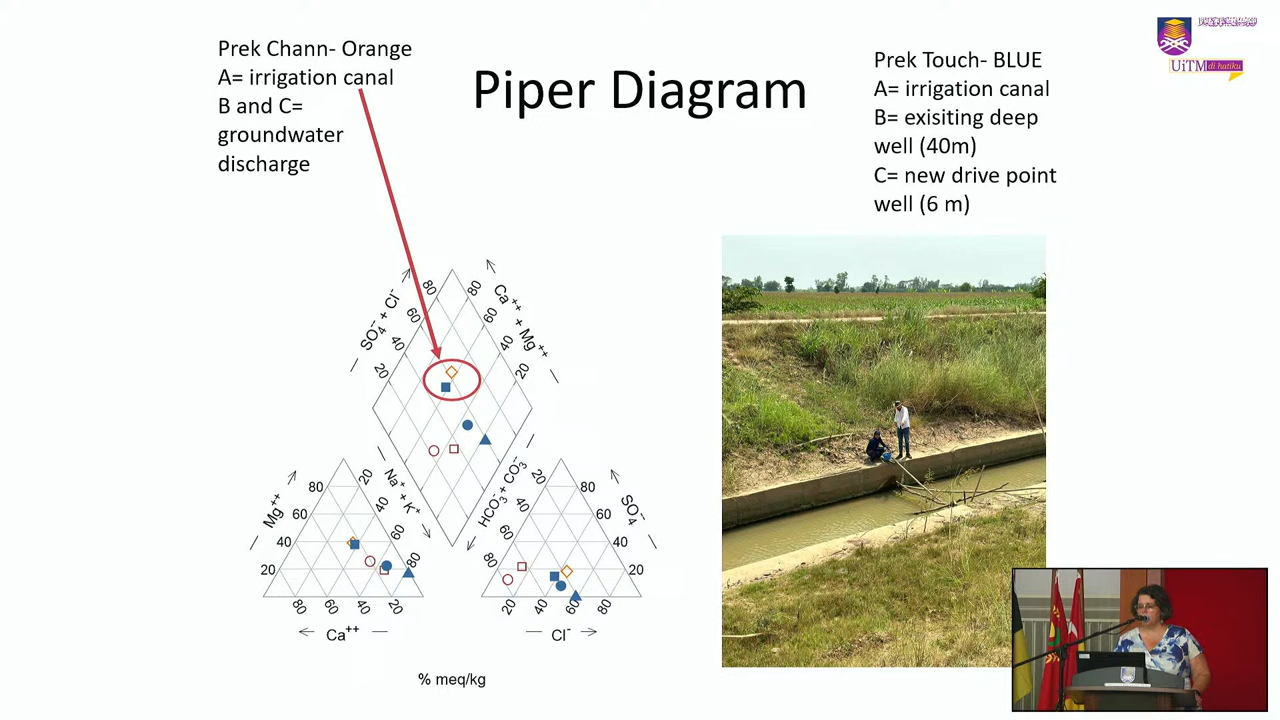 Prek Chann- Orange
A= irrigation canal
B and C=
groundwater
discharge
Piper Diagram
Prek Touch- BLUE
A= irrigation canal
B= exisiting deep
well (40m)
C= new drive point
well (6 m)
UiTM di hatiku
SO4-- + Cl-
Ca++ + Mg++
80
80
60
60
40
40
20
20
Mg++
Na+ + K+
HCO3- + CO3--
SO4--
80
60
40
20
20
40
60
80
20
40
60
80
80
60
40
20
80
60
40
20
20
40
60
80
Ca++
Cl-
% meq/kg